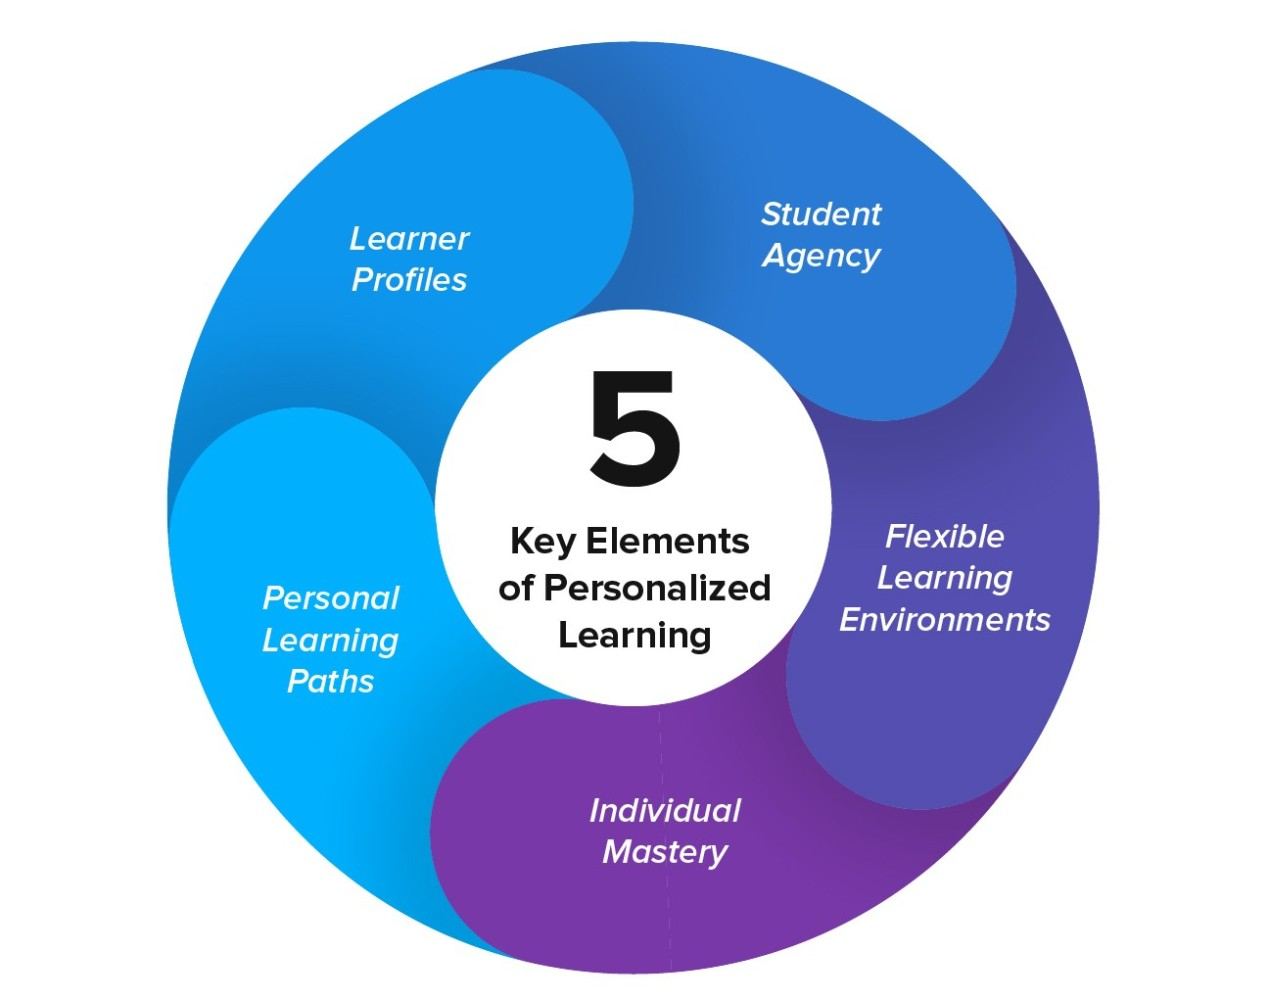 5
Key Elements
of Personalized
Learning
Learner
Profiles
Student
Agency
Flexible
Learning
Environments
Individual
Mastery
Personal
Learning
Paths